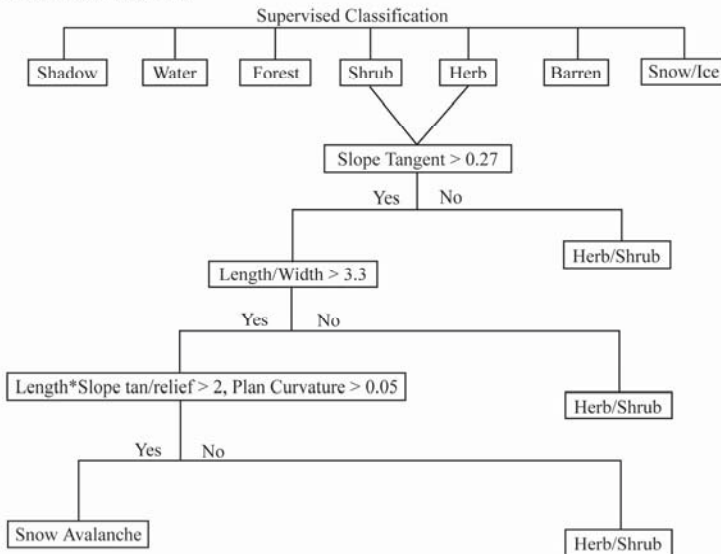 Supervised Classification
Shadow
Water
Forest
Shrub
Herb
Barren
Snow/Ice
Slope Tangent > 0.27
Yes
No
Length/Width > 3.3
Herb/Shrub
Yes
No
Length*Slope tan/relief > 2, Plan Curvature > 0.05
Herb/Shrub
Yes
No
Snow Avalanche
Herb/Shrub